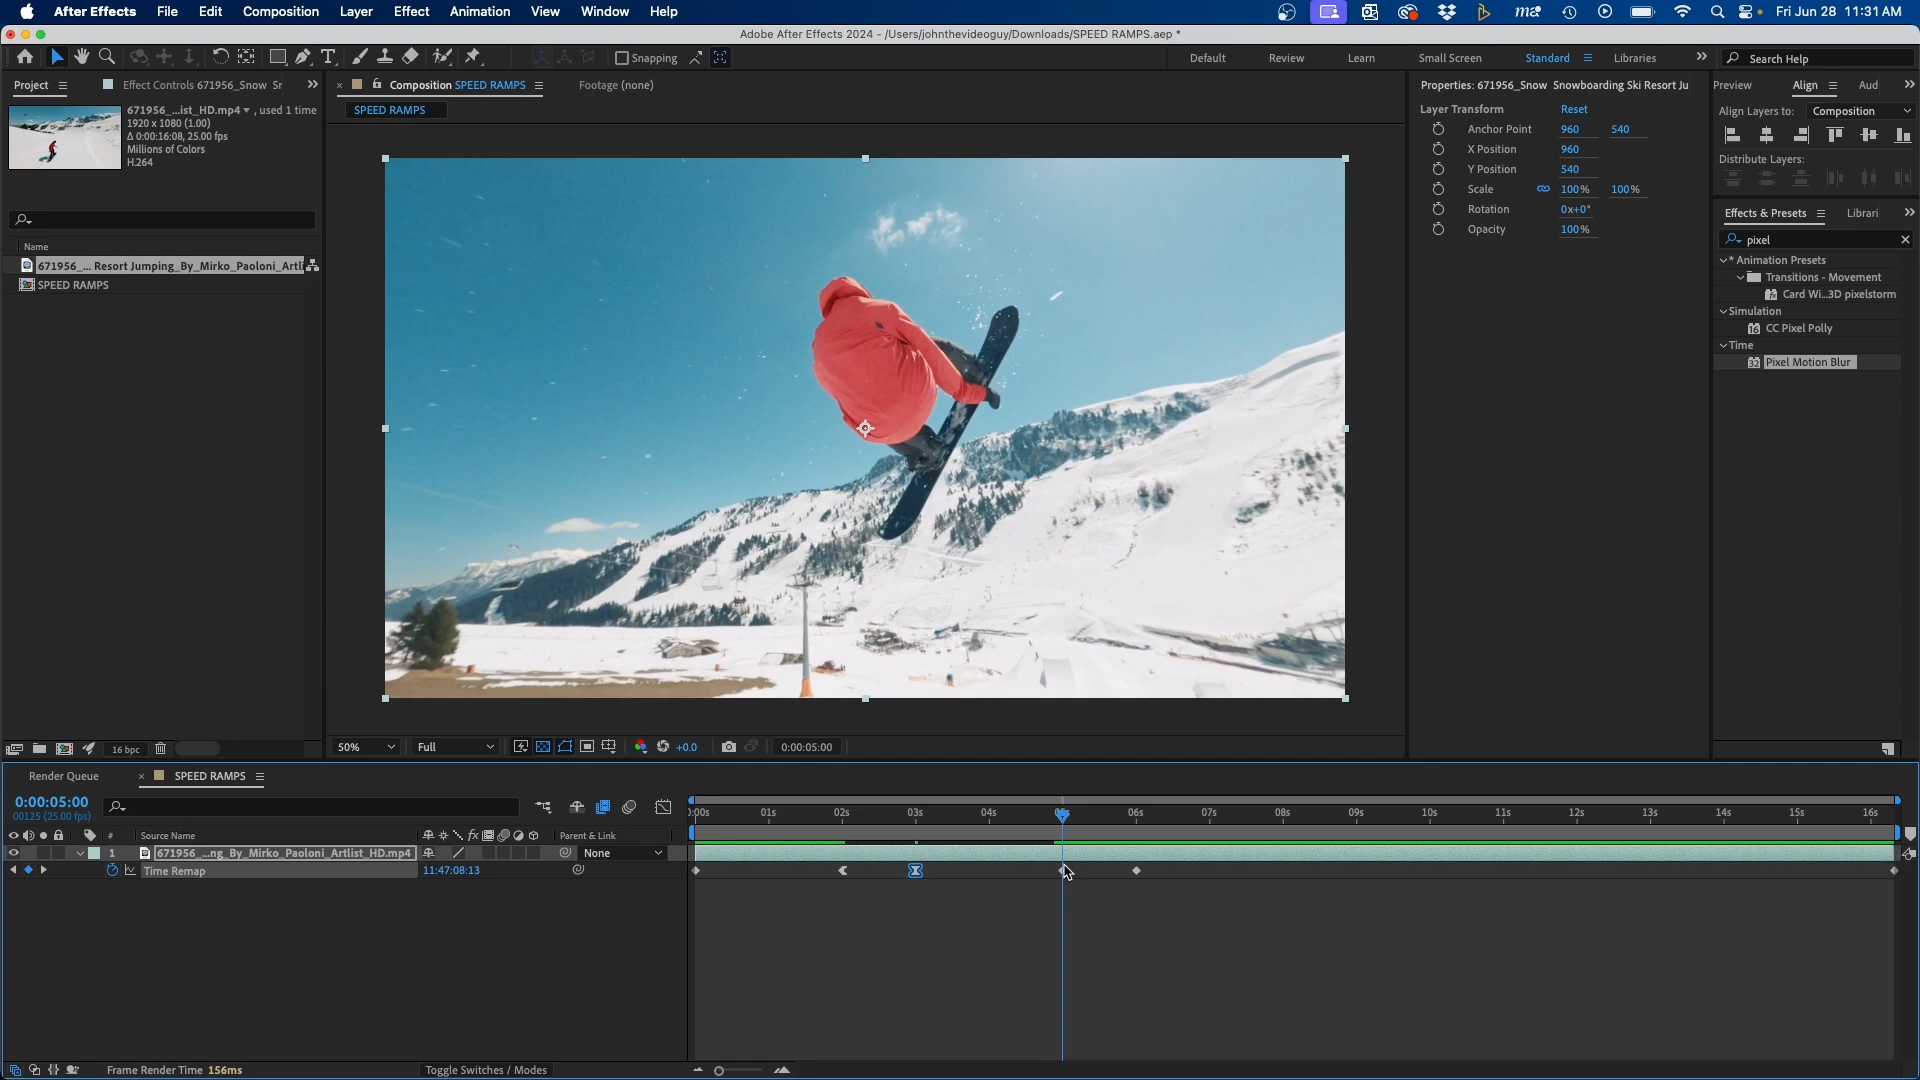 After Effects File Edit Composition Layer Effect Animation View Window Help Fri Jun 28 11:31 AM
Adobe After Effects 2024 - /Users/johnthevideoguy/Downloads/SPEED RAMPS.aep *
Snapping Default Review Learn Small Screen Standard Libraries Search Help
Project Effect Controls 671956_Snow Sr Composition SPEED RAMPS Footage (none) Properties: 671956_Snow Snowboarding Ski Resort Ju Preview Align Aud
671956_...ist_HD.mp4 , used 1 time
1920 x 1080 (1.00)
Δ 0:00:16:08, 25.00 fps
Millions of Colors
H.264
SPEED RAMPS
Layer Transform Reset
Anchor Point 960 540
X Position 960
Y Position 540
Scale 100% 100%
Rotation 0x+0°
Opacity 100%
Align Layers to: Composition
Distribute Layers:
Effects & Presets Librari
pixel
* Animation Presets
Transitions - Movement
Card Wi...3D pixelstorm
Simulation
CC Pixel Polly
Time
Pixel Motion Blur
Name
671956_... Resort Jumping_By_Mirko_Paoloni_Artli
SPEED RAMPS
16 bpc 50% Full +0.0 0:00:05:00
Render Queue SPEED RAMPS
0:00:05:00
00125 (25.00 fps)
):00s 01s 02s 03s 04s 05s 06s 07s 08s 09s 10s 11s 12s 13s 14s 15s 16s
# Source Name Parent & Link
1 671956_...ng_By_Mirko_Paoloni_Artlist_HD.mp4 None
Time Remap 11:47:08:13
Frame Render Time 156ms Toggle Switches / Modes